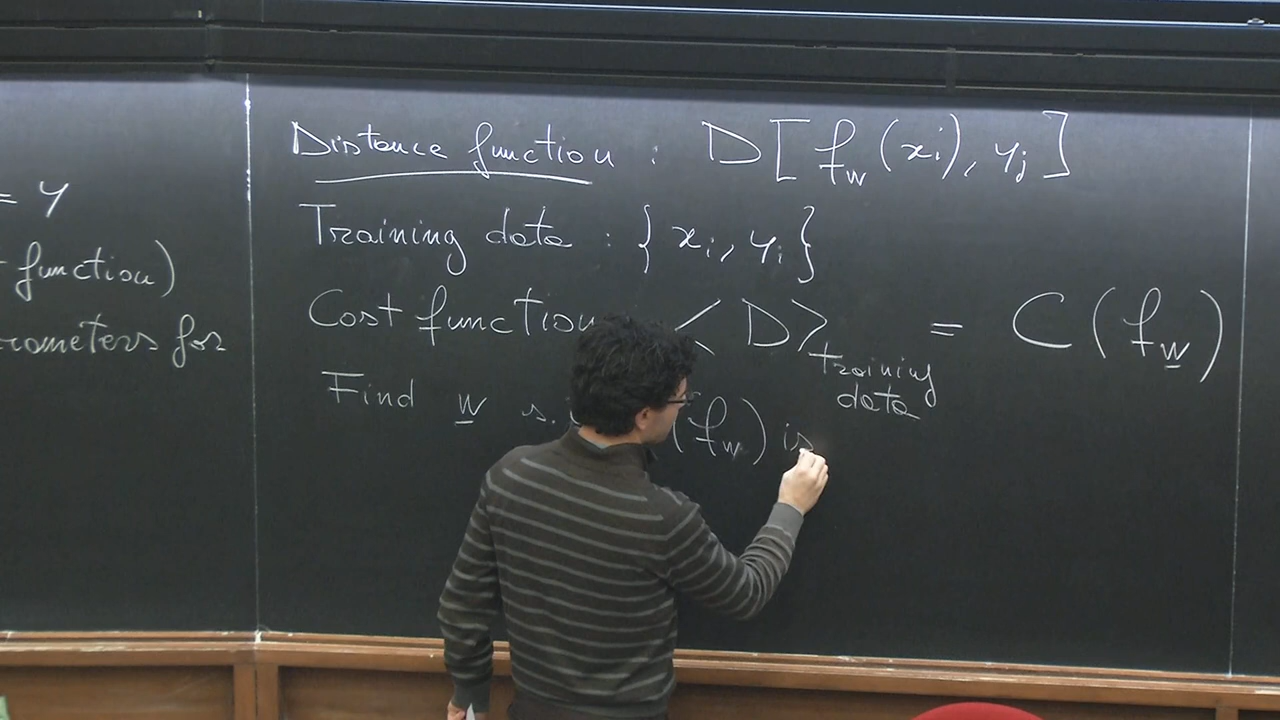 = y
function)
rameters for
Distance function : D[f_w(x_i), y_j]
Training data : {x_i, y_i}
Cost function <D>_training data = C(f_w)
Find w s. (f_w) is